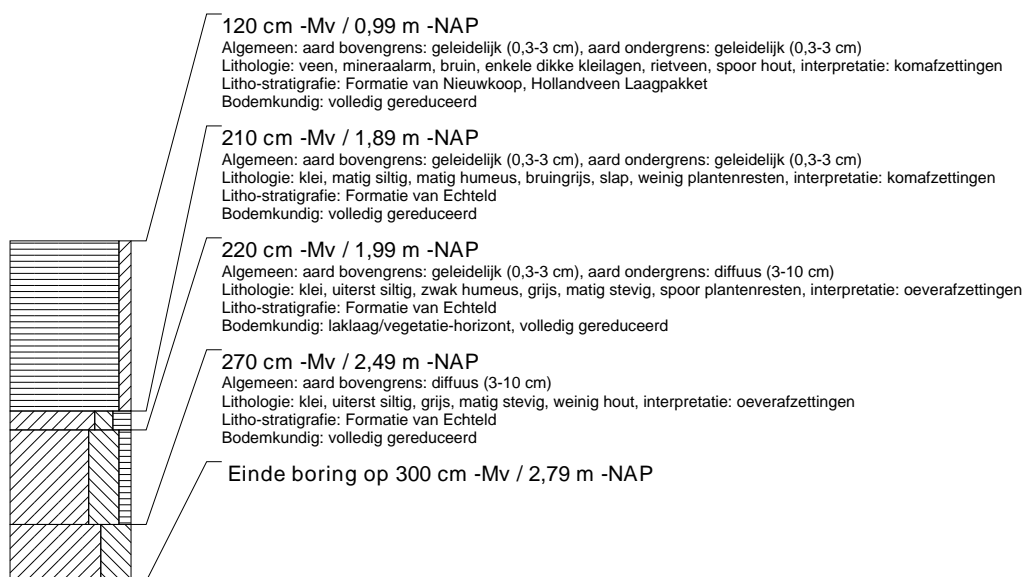 120 cm -Mv / 0,99 m -NAP
Algemeen: aard bovengrens: geleidelijk (0,3-3 cm), aard ondergrens: geleidelijk (0,3-3 cm)
Lithologie: veen, mineraalarm, bruin, enkele dikke kleilagen, rietveen, spoor hout, interpretatie: komafzettingen
Litho-stratigrafie: Formatie van Nieuwkoop, Hollandveen Laagpakket
Bodemkundig: volledig gereduceerd
210 cm -Mv / 1,89 m -NAP
Algemeen: aard bovengrens: geleidelijk (0,3-3 cm), aard ondergrens: geleidelijk (0,3-3 cm)
Lithologie: klei, matig siltig, matig humeus, bruingrijs, slap, weinig plantenresten, interpretatie: komafzettingen
Litho-stratigrafie: Formatie van Echteld
Bodemkundig: volledig gereduceerd
220 cm -Mv / 1,99 m -NAP
Algemeen: aard bovengrens: geleidelijk (0,3-3 cm), aard ondergrens: diffuus (3-10 cm)
Lithologie: klei, uiterst siltig, zwak humeus, grijs, matig stevig, spoor plantenresten, interpretatie: oeverafzettingen
Litho-stratigrafie: Formatie van Echteld
Bodemkundig: laklaag/vegetatie-horizont, volledig gereduceerd
270 cm -Mv / 2,49 m -NAP
Algemeen: aard bovengrens: diffuus (3-10 cm)
Lithologie: klei, uiterst siltig, grijs, matig stevig, weinig hout, interpretatie: oeverafzettingen
Litho-stratigrafie: Formatie van Echteld
Bodemkundig: volledig gereduceerd
Einde boring op 300 cm -Mv / 2,79 m -NAP